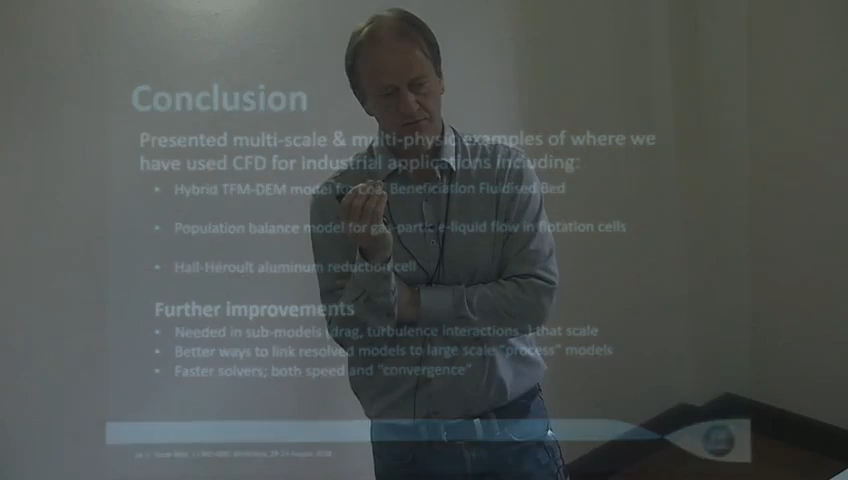 Conclusion
Presented multi-scale & multi-physic examples of where we
have used CFD for industrial applications including:
• Hybrid TFM-DEM model for Coal Beneficiation Fluidised Bed
• Population balance model for gas-particle-liquid flow in flotation cells
• Hall-Héroult aluminum reduction cell
Further improvements
• Needed in sub-models (drag, turbulence interactions, ) that scale
• Better ways to link resolved models to large scale "process" models
• Faster solvers; both speed and "convergence"